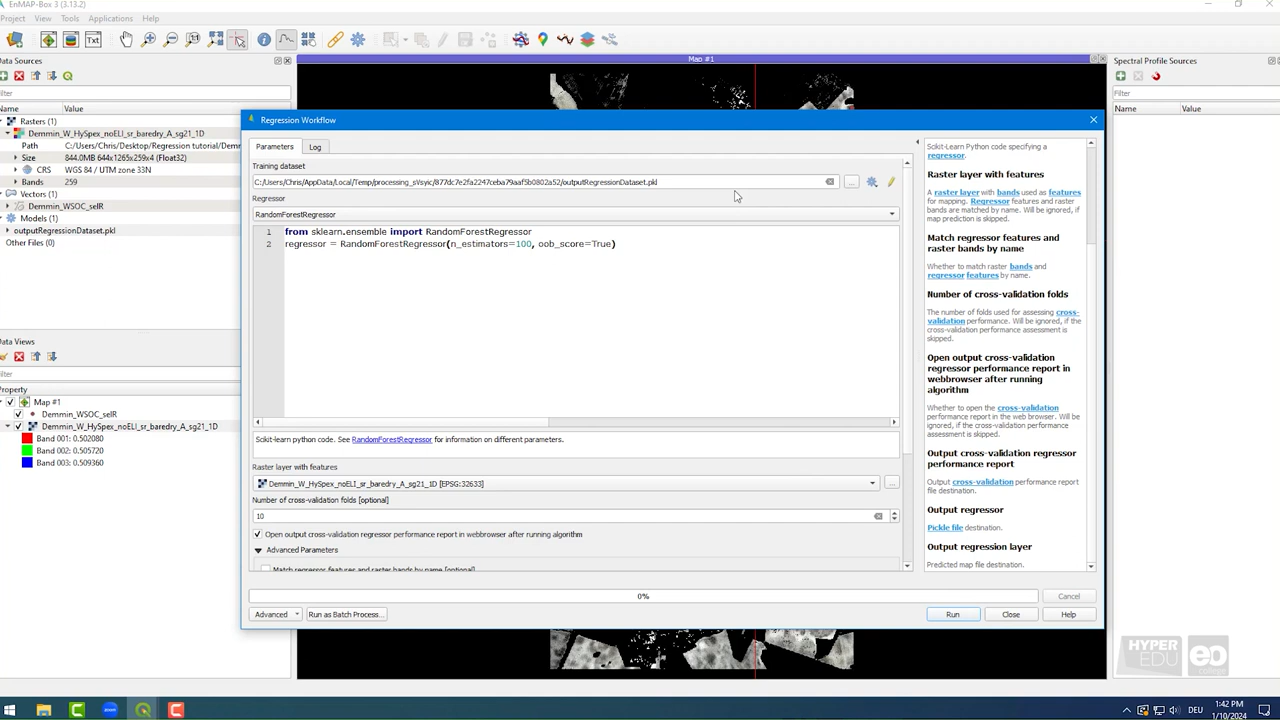 EnMAP-Box 3 (3.13.2)
Project View Tools Applications Help
Data Sources
Map #1
Spectral Profile Sources
Filter
Name Value
Rasters (1)
Demmin_W_HySpex_noELI_sr_baredry_A_sg21_1D
Path C:/Users/Chris/Desktop/Regression tutorial/Dem
Size 844.0MB 644x1265x259x4 (Float32)
CRS WGS 84 / UTM zone 33N
Bands 259
Vectors (1)
Demmin_WSOC_selR
Models (1)
outputRegressionDataset.pkl
Other Files (0)
Data Views
Filter
Property
Map #1
Demmin_WSOC_selR
Demmin_W_HySpex_noELI_sr_baredry_A_sg21_1D
Band 001: 0.502080
Band 002: 0.505720
Band 003: 0.509360
Regression Workflow
Parameters Log
Training dataset
C:/Users/Chris/AppData/Local/Temp/processing_sVsyic/877dc7e2fa2247ceba79aaf5b0802a52/outputRegressionDataset.pkl
Regressor
RandomForestRegressor
1 from sklearn.ensemble import RandomForestRegressor
2 regressor = RandomForestRegressor(n_estimators=100, oob_score=True)
Scikit-learn python code. See RandomForestRegressor for information on different parameters.
Raster layer with features
Demmin_W_HySpex_noELI_sr_baredry_A_sg21_1D [EPSG:32633]
Number of cross-validation folds [optional]
10
Open output cross-validation regressor performance report in webbrowser after running algorithm
Advanced Parameters
Match regressor features and raster bands by name [optional]
0%
Cancel
Advanced Run as Batch Process... Run Close Help
Scikit-Learn Python code specifying a
regressor.
Raster layer with features
A raster layer with bands used as features
for mapping. Regressor features and raster
bands are matched by name. Will be ignored, if
map prediction is skipped.
Match regressor features and
raster bands by name
Whether to match raster bands and
regressor features by name.
Number of cross-validation folds
The number of folds used for assessing cross-
validation performance. Will be ignored, if the
cross-validation performance assessment is
skipped.
Open output cross-validation
regressor performance report in
webbrowser after running
algorithm
Whether to open the cross-validation
performance report in the web browser. Will be
ignored, if the cross-validation performance
assessment is skipped.
Output cross-validation regressor
performance report
Output cross-validation performance report
file destination.
Output regressor
Pickle file destination.
Output regression layer
Predicted map file destination.
Filter
Name Value
HYPER
EDU
eo
college
DEU
1:42 PM
1/10/2024